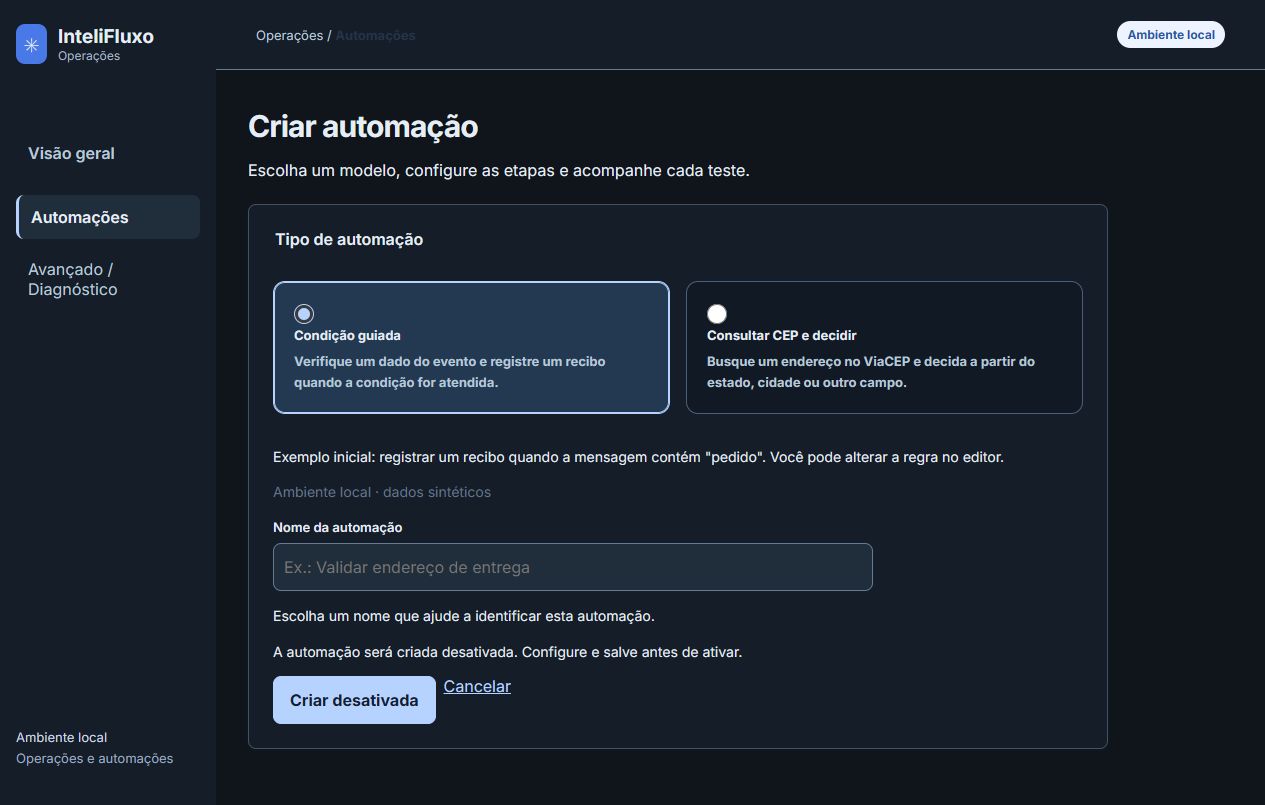 InteliFluxo
Operações
Operações / Automações
Ambiente local
Visão geral
Automações
Avançado /
Diagnóstico
Criar automação
Escolha um modelo, configure as etapas e acompanhe cada teste.
Tipo de automação
Condição guiada
Verifique um dado do evento e registre um recibo
quando a condição for atendida.
Consultar CEP e decidir
Busque um endereço no ViaCEP e decida a partir do
estado, cidade ou outro campo.
Exemplo inicial: registrar um recibo quando a mensagem contém "pedido". Você pode alterar a regra no editor.
Ambiente local · dados sintéticos
Nome da automação
Ex.: Validar endereço de entrega
Escolha um nome que ajude a identificar esta automação.
A automação será criada desativada. Configure e salve antes de ativar.
Criar desativada
Cancelar
Ambiente local
Operações e automações